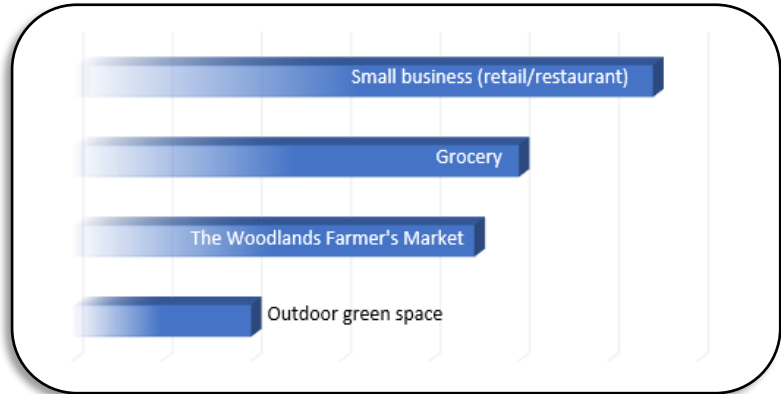 Small business (retail/restaurant)
Grocery
The Woodlands Farmer's Market
Outdoor green space